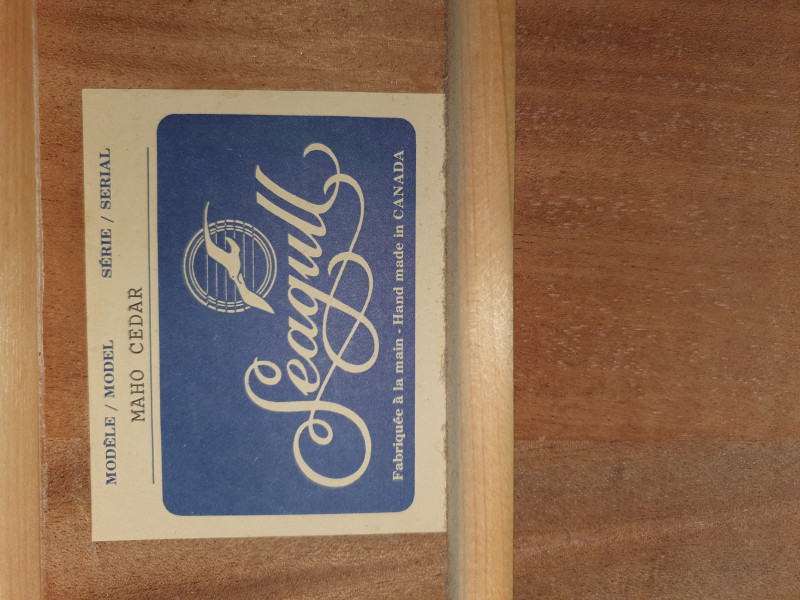 MODÈLE / MODEL SÉRIE / SERIAL
MAHO CEDAR
Seagull
Fabriquée à la main - Hand made in CANADA